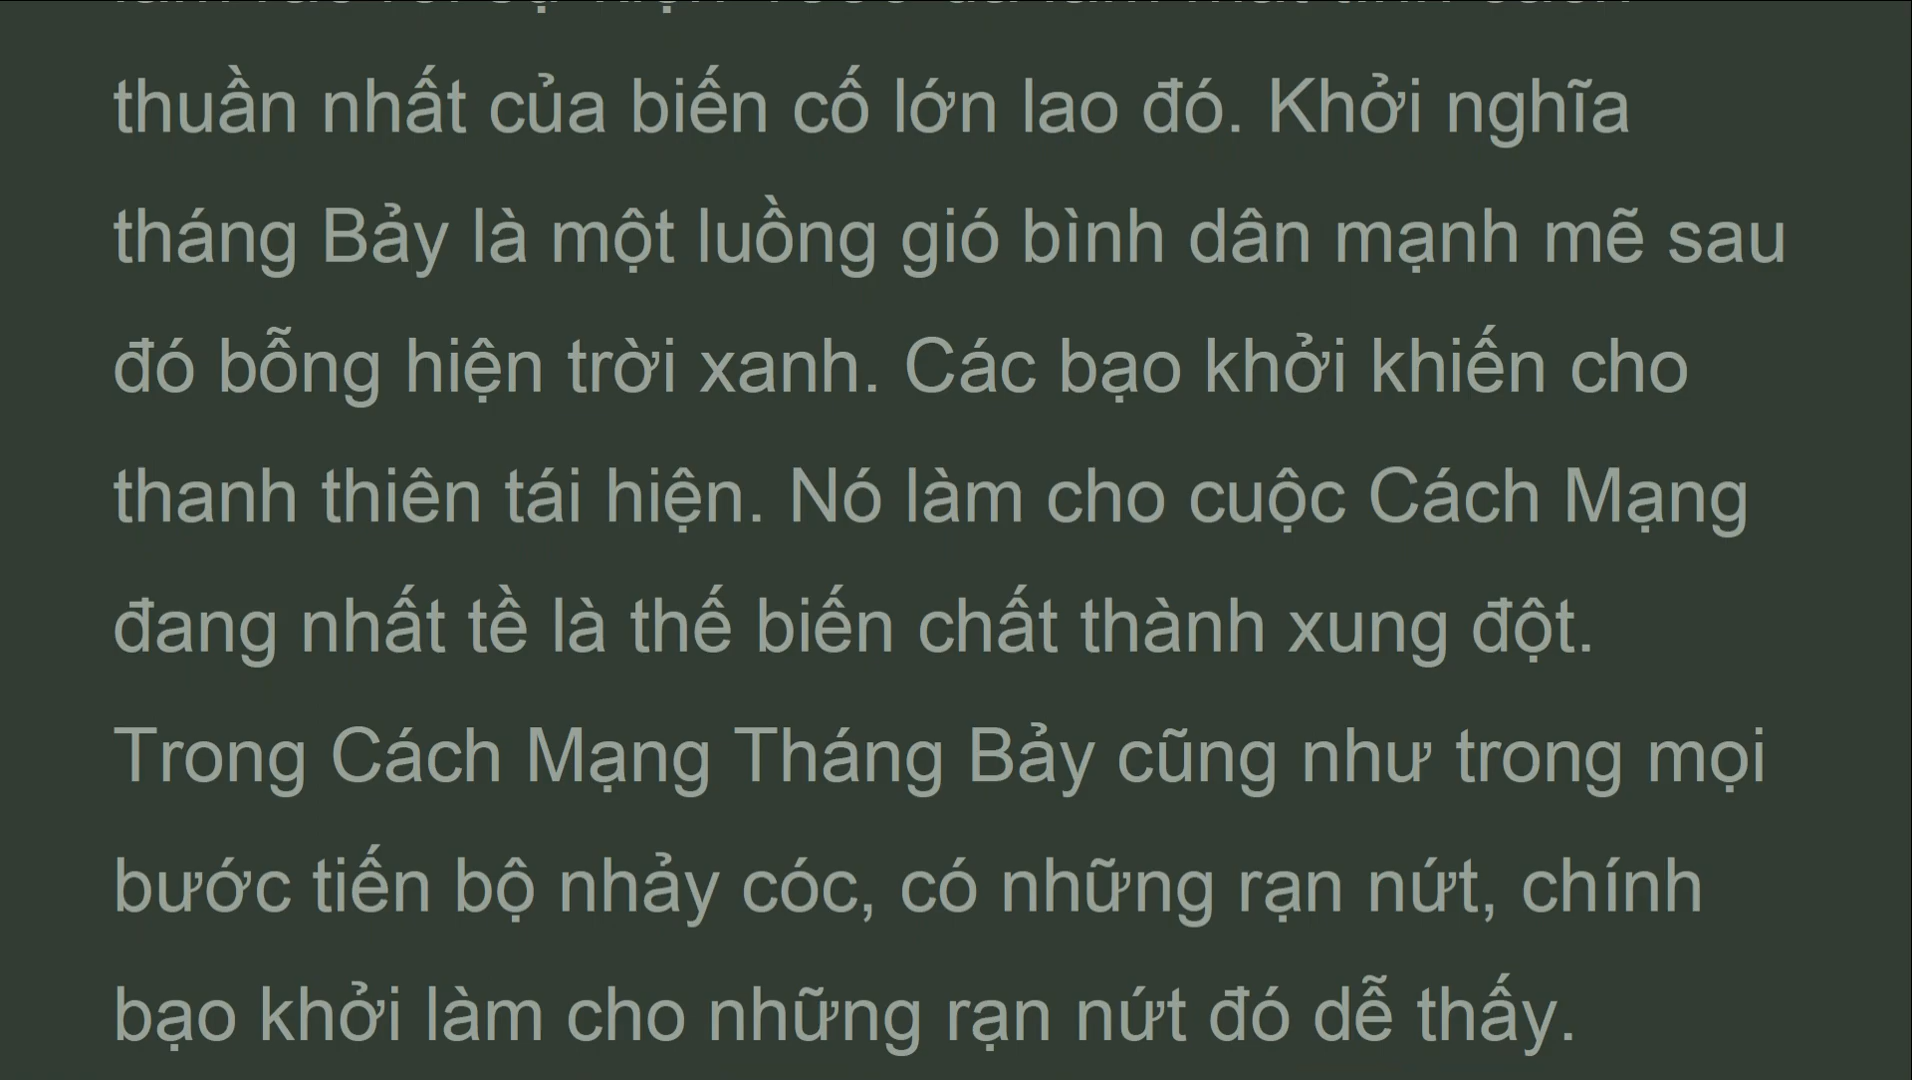 thuần nhất của biến cố lớn lao đó. Khởi nghĩa
tháng Bảy là một luồng gió bình dân mạnh mẽ sau
đó bỗng hiện trời xanh. Các bạo khởi khiến cho
thanh thiên tái hiện. Nó làm cho cuộc Cách Mạng
đang nhất tề là thế biến chất thành xung đột.
Trong Cách Mạng Tháng Bảy cũng như trong mọi
bước tiến bộ nhảy cóc, có những rạn nứt, chính
bạo khởi làm cho những rạn nứt đó dễ thấy.